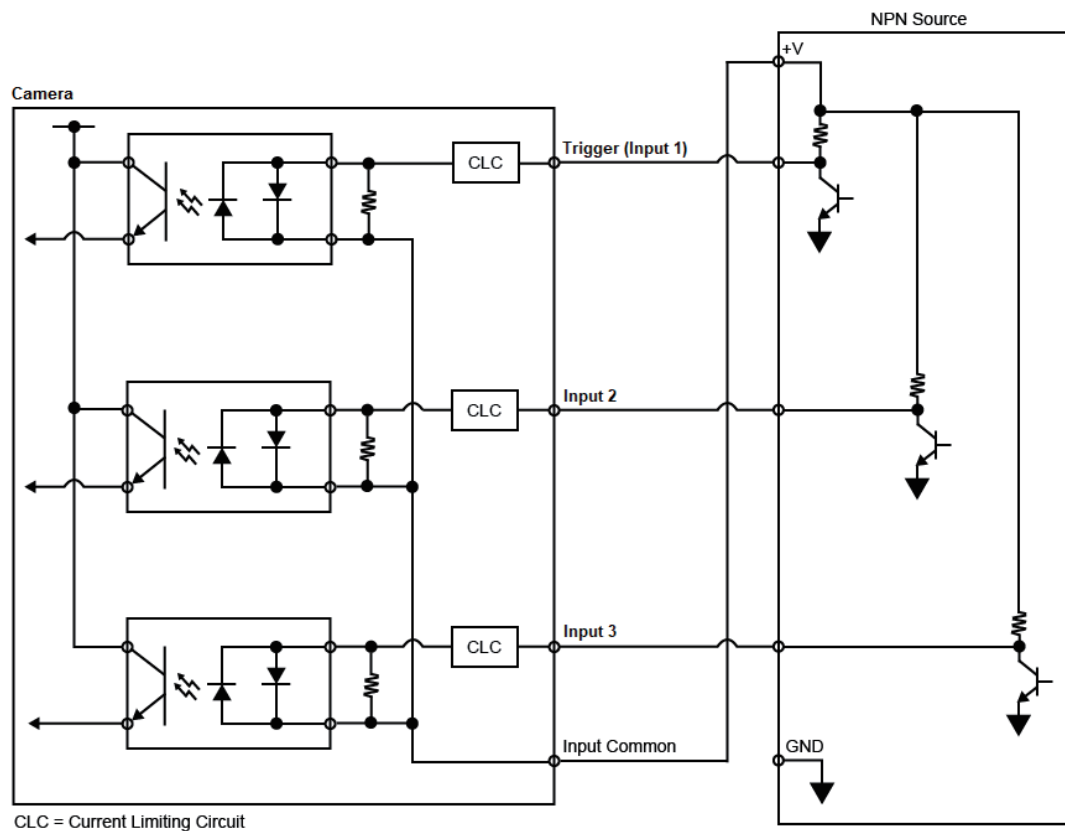 NPN Source
+V
Camera
CLC
Trigger (Input 1)
CLC
Input 2
CLC
Input 3
Input Common
GND
CLC = Current Limiting Circuit